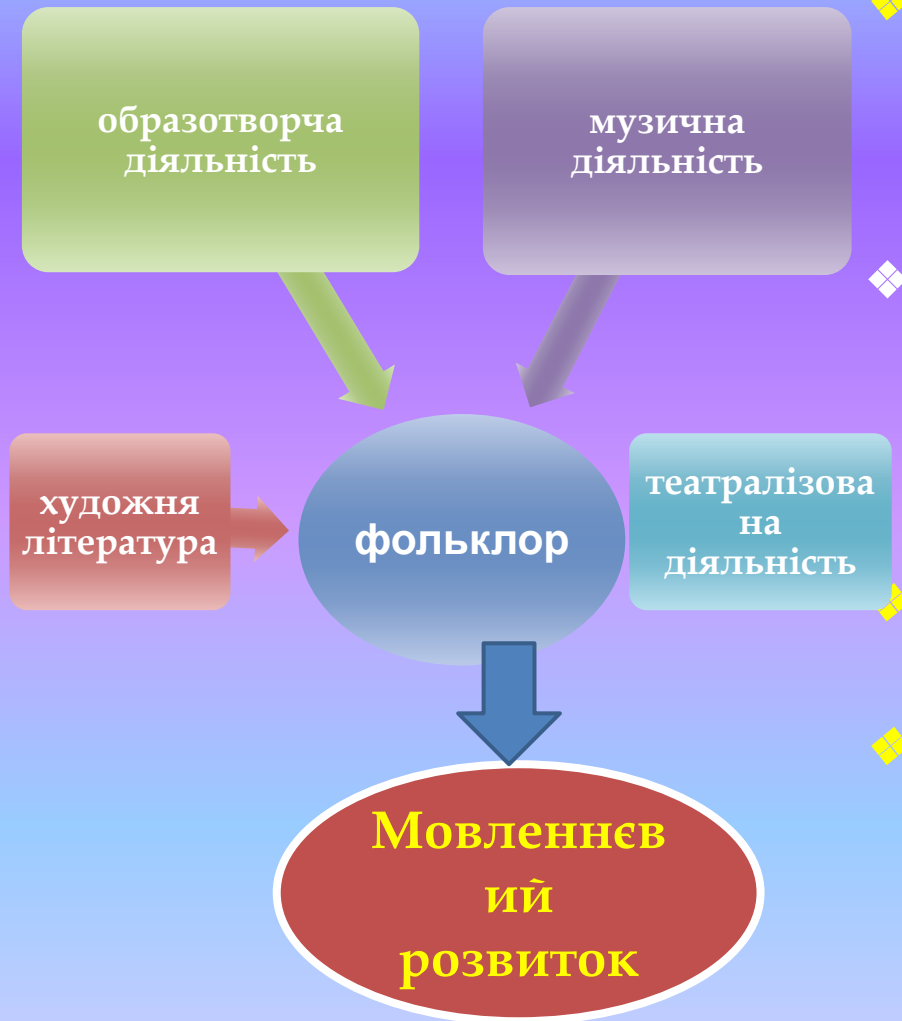 образотворча
діяльність
музична
діяльність
художня
література
фольклор
театралізова
на
діяльність
Мовленнєв
ий
розвиток